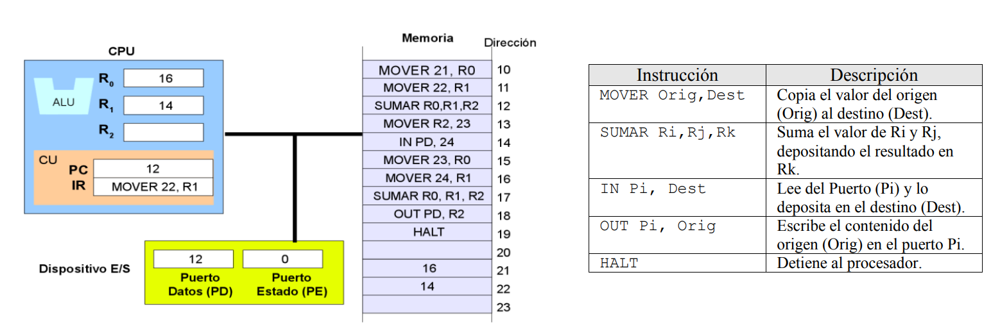 CPU
R0 16
ALU
R1 14
R2
CU
PC 12
IR MOVER 22, R1
Dispositivo E/S
12 0
Puerto Puerto
Datos (PD) Estado (PE)
Memoria Dirección
MOVER 21, R0 10
MOVER 22, R1 11
SUMAR R0,R1,R2 12
MOVER R2, 23 13
IN PD, 24 14
MOVER 23, R0 15
MOVER 24, R1 16
SUMAR R0, R1, R2 17
OUT PD, R2 18
HALT 19
20
16 21
14 22
23
Instrucción Descripción
MOVER Orig,Dest Copia el valor del origen
(Orig) al destino (Dest).
SUMAR Ri,Rj,Rk Suma el valor de Ri y Rj,
depositando el resultado en
Rk.
IN Pi, Dest Lee del Puerto (Pi) y lo
deposita en el destino (Dest).
OUT Pi, Orig Escribe el contenido del
origen (Orig) en el puerto Pi.
HALT Detiene al procesador.